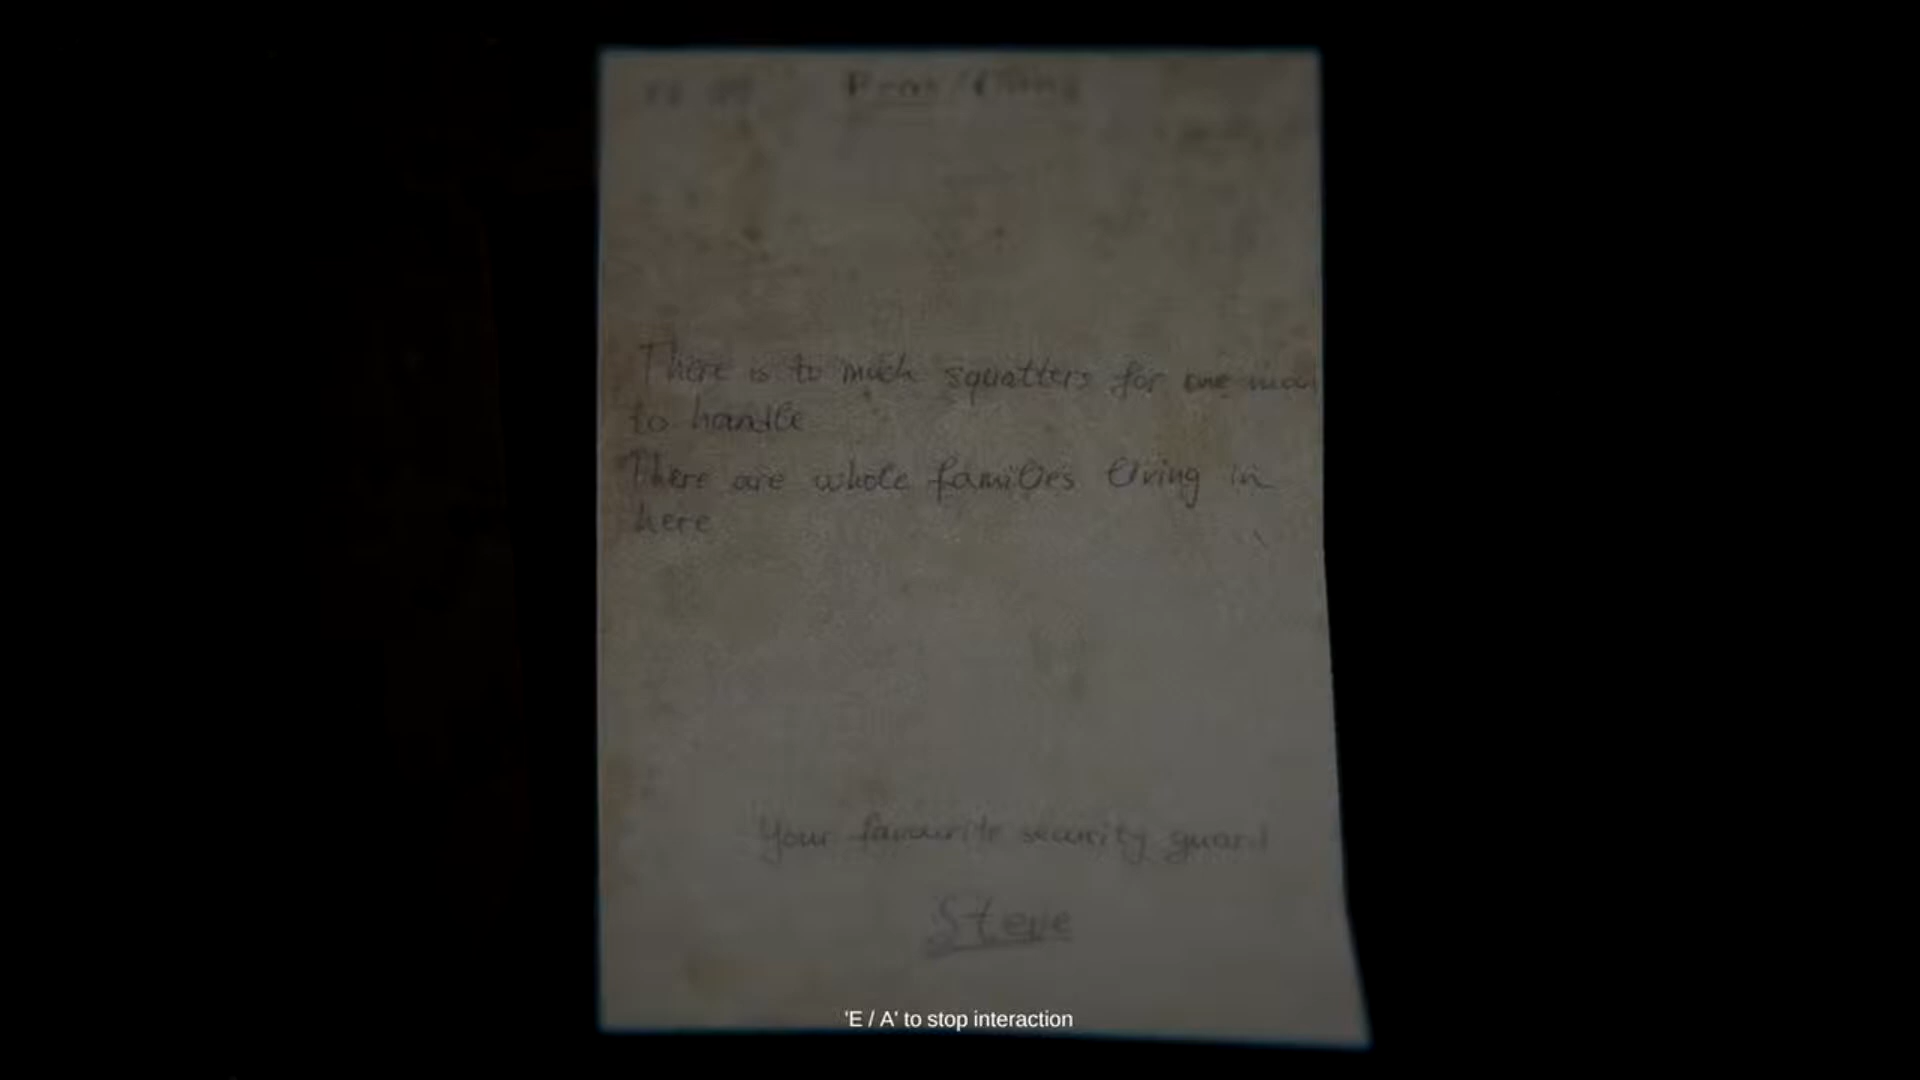 There is to much squatters for one man
to handle
There are whole families living in
here
Your favourite security guard
Steve
'E / A' to stop interaction